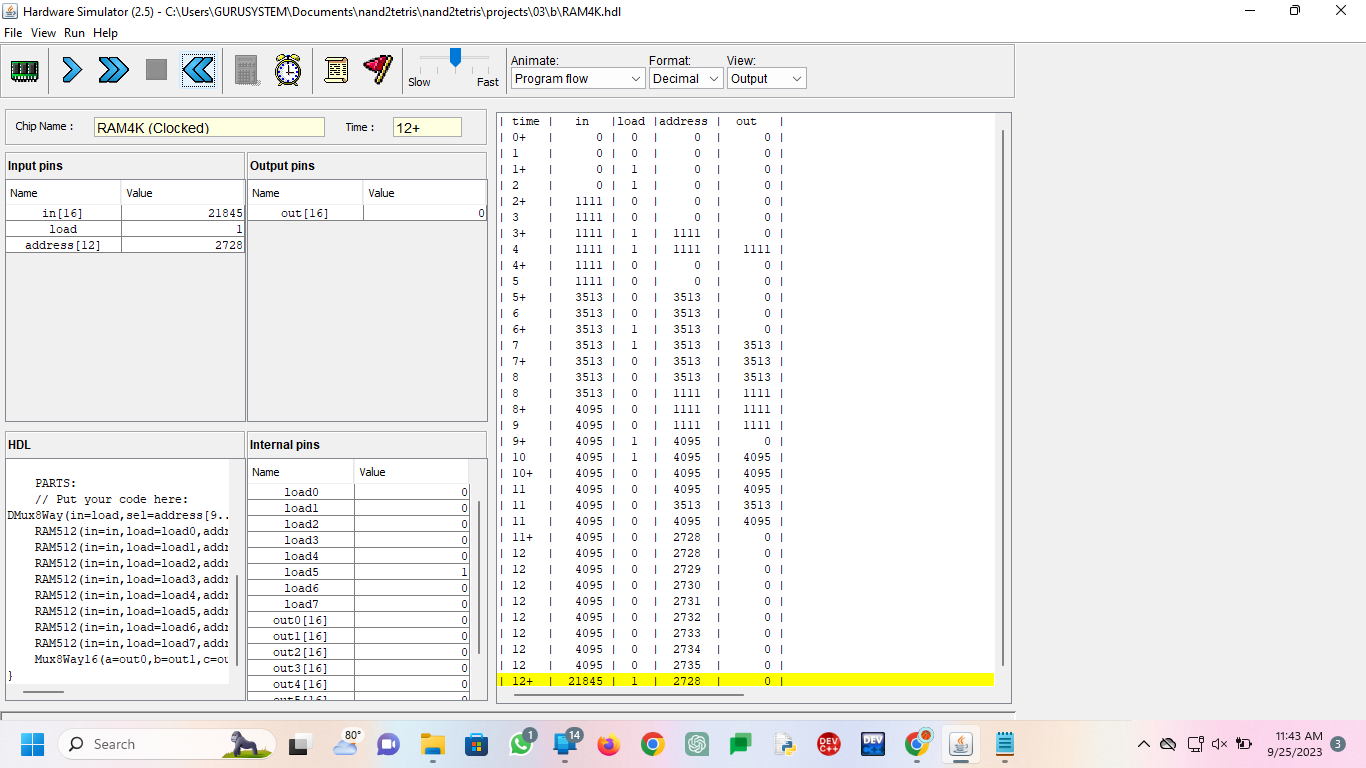 Hardware Simulator (2.5) - C:\Users\GURUSYSTEM\Documents\nand2tetris\nand2tetris\projects\03\b\RAM4K.hdl
File View Run Help
Animate: Format: View:
Slow Fast Program flow Decimal Output
Chip Name : RAM4K (Clocked) Time : 12+
Input pins
Name Value
in[16] 21845
load 1
address[12] 2728
Output pins
Name Value
out[16] 0
HDL
PARTS:
// Put your code here:
DMux8Way(in=load,sel=address[9..
RAM512(in=in,load=load0,addr
RAM512(in=in,load=load1,addr
RAM512(in=in,load=load2,addr
RAM512(in=in,load=load3,addr
RAM512(in=in,load=load4,addr
RAM512(in=in,load=load5,addr
RAM512(in=in,load=load6,addr
RAM512(in=in,load=load7,addr
Mux8Way16(a=out0,b=out1,c=ou
}
Internal pins
Name Value
load0 0
load1 0
load2 0
load3 0
load4 0
load5 1
load6 0
load7 0
out0[16] 0
out1[16] 0
out2[16] 0
out3[16] 0
out4[16] 0
out5[16] 0
| time | in |load |address | out |
| 0+ | 0 | 0 | 0 | 0 |
| 1 | 0 | 0 | 0 | 0 |
| 1+ | 0 | 1 | 0 | 0 |
| 2 | 0 | 1 | 0 | 0 |
| 2+ | 1111 | 0 | 0 | 0 |
| 3 | 1111 | 0 | 0 | 0 |
| 3+ | 1111 | 1 | 1111 | 0 |
| 4 | 1111 | 1 | 1111 | 1111 |
| 4+ | 1111 | 0 | 0 | 0 |
| 5 | 1111 | 0 | 0 | 0 |
| 5+ | 3513 | 0 | 3513 | 0 |
| 6 | 3513 | 0 | 3513 | 0 |
| 6+ | 3513 | 1 | 3513 | 0 |
| 7 | 3513 | 1 | 3513 | 3513 |
| 7+ | 3513 | 0 | 3513 | 3513 |
| 8 | 3513 | 0 | 3513 | 3513 |
| 8 | 3513 | 0 | 1111 | 1111 |
| 8+ | 4095 | 0 | 1111 | 1111 |
| 9 | 4095 | 0 | 1111 | 1111 |
| 9+ | 4095 | 1 | 4095 | 0 |
| 10 | 4095 | 1 | 4095 | 4095 |
| 10+ | 4095 | 0 | 4095 | 4095 |
| 11 | 4095 | 0 | 4095 | 4095 |
| 11 | 4095 | 0 | 3513 | 3513 |
| 11 | 4095 | 0 | 4095 | 4095 |
| 11+ | 4095 | 0 | 2728 | 0 |
| 12 | 4095 | 0 | 2728 | 0 |
| 12 | 4095 | 0 | 2729 | 0 |
| 12 | 4095 | 0 | 2730 | 0 |
| 12 | 4095 | 0 | 2731 | 0 |
| 12 | 4095 | 0 | 2732 | 0 |
| 12 | 4095 | 0 | 2733 | 0 |
| 12 | 4095 | 0 | 2734 | 0 |
| 12 | 4095 | 0 | 2735 | 0 |
| 12+ | 21845 | 1 | 2728 | 0 |
Search
80°
1
14
DEV C++
DEV
11:43 AM
9/25/2023
3